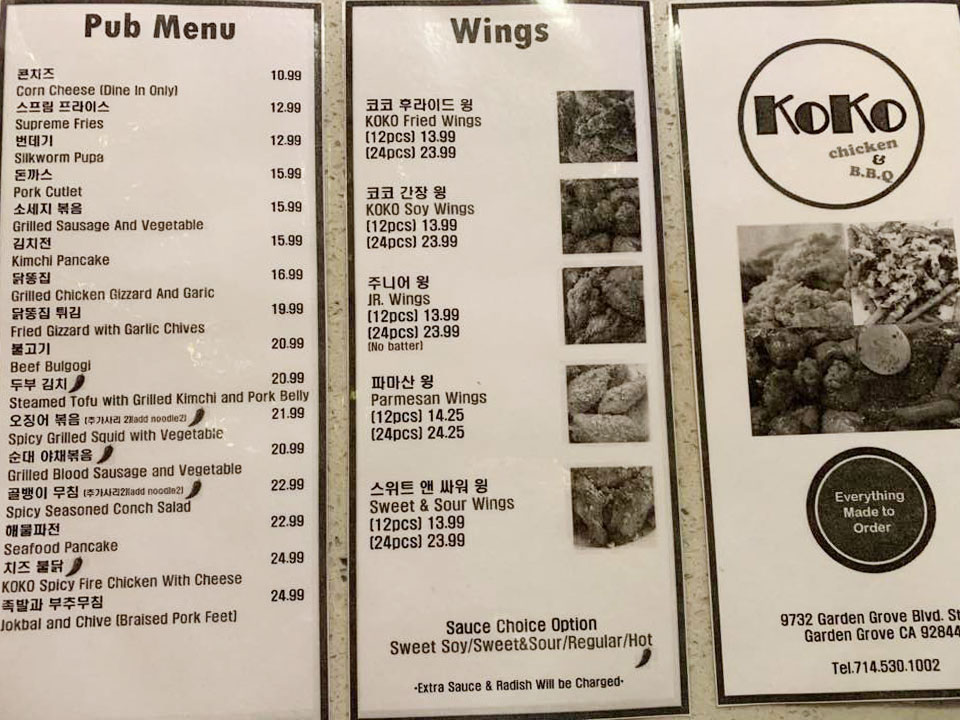 Pub Menu
콘치즈 10.99
Corn Cheese (Dine In Only)
스프림 프라이스 12.99
Supreme Fries
번데기 12.99
Silkworm Pupa
돈까스 15.99
Pork Cutlet
소세지 볶음 15.99
Grilled Sausage And Vegetable
김치전 15.99
Kimchi Pancake
닭똥집 16.99
Grilled Chicken Gizzard And Garic
닭똥집 튀김 19.99
Fried Gizzard with Garlic Chives
불고기 20.99
Beef Bulgogi
두부 김치 20.99
Steamed Tofu with Grilled Kimchi and Pork Belly
오징어 볶음 (추가사리 2)(add noodle2) 21.99
Spicy Grilled Squid with Vegetable
순대 야채볶음 20.99
Grilled Blood Sausage and Vegetable
골뱅이 무침 (추가사리2)(add noodle2) 22.99
Spicy Seasoned Conch Salad
해물파전 22.99
Seafood Pancake
치즈 불닭 24.99
KOKO Spicy Fire Chicken With Cheese
족발과 부추무침 24.99
Jokbal and Chive (Braised Pork Feet)
Wings
코코 후라이드 윙
KOKO Fried Wings
(12pcs) 13.99
(24pcs) 23.99
코코 간장 윙
KOKO Soy Wings
(12pcs) 13.99
(24pcs) 23.99
주니어 윙
JR. Wings
(12pcs) 13.99
(24pcs) 23.99
(No batter)
파마산 윙
Parmesan Wings
(12pcs) 14.25
(24pcs) 24.25
스위트 앤 싸워 윙
Sweet & Sour Wings
(12pcs) 13.99
(24pcs) 23.99
Sauce Choice Option
Sweet Soy/Sweet&Sour/Regular/Hot
·Extra Sauce & Radish Will be Charged·
KoKo
chicken
&
B.B.Q
Everything
Made to
Order
9732 Garden Grove Blvd. St
Garden Grove CA 92844
Tel.714.530.1002